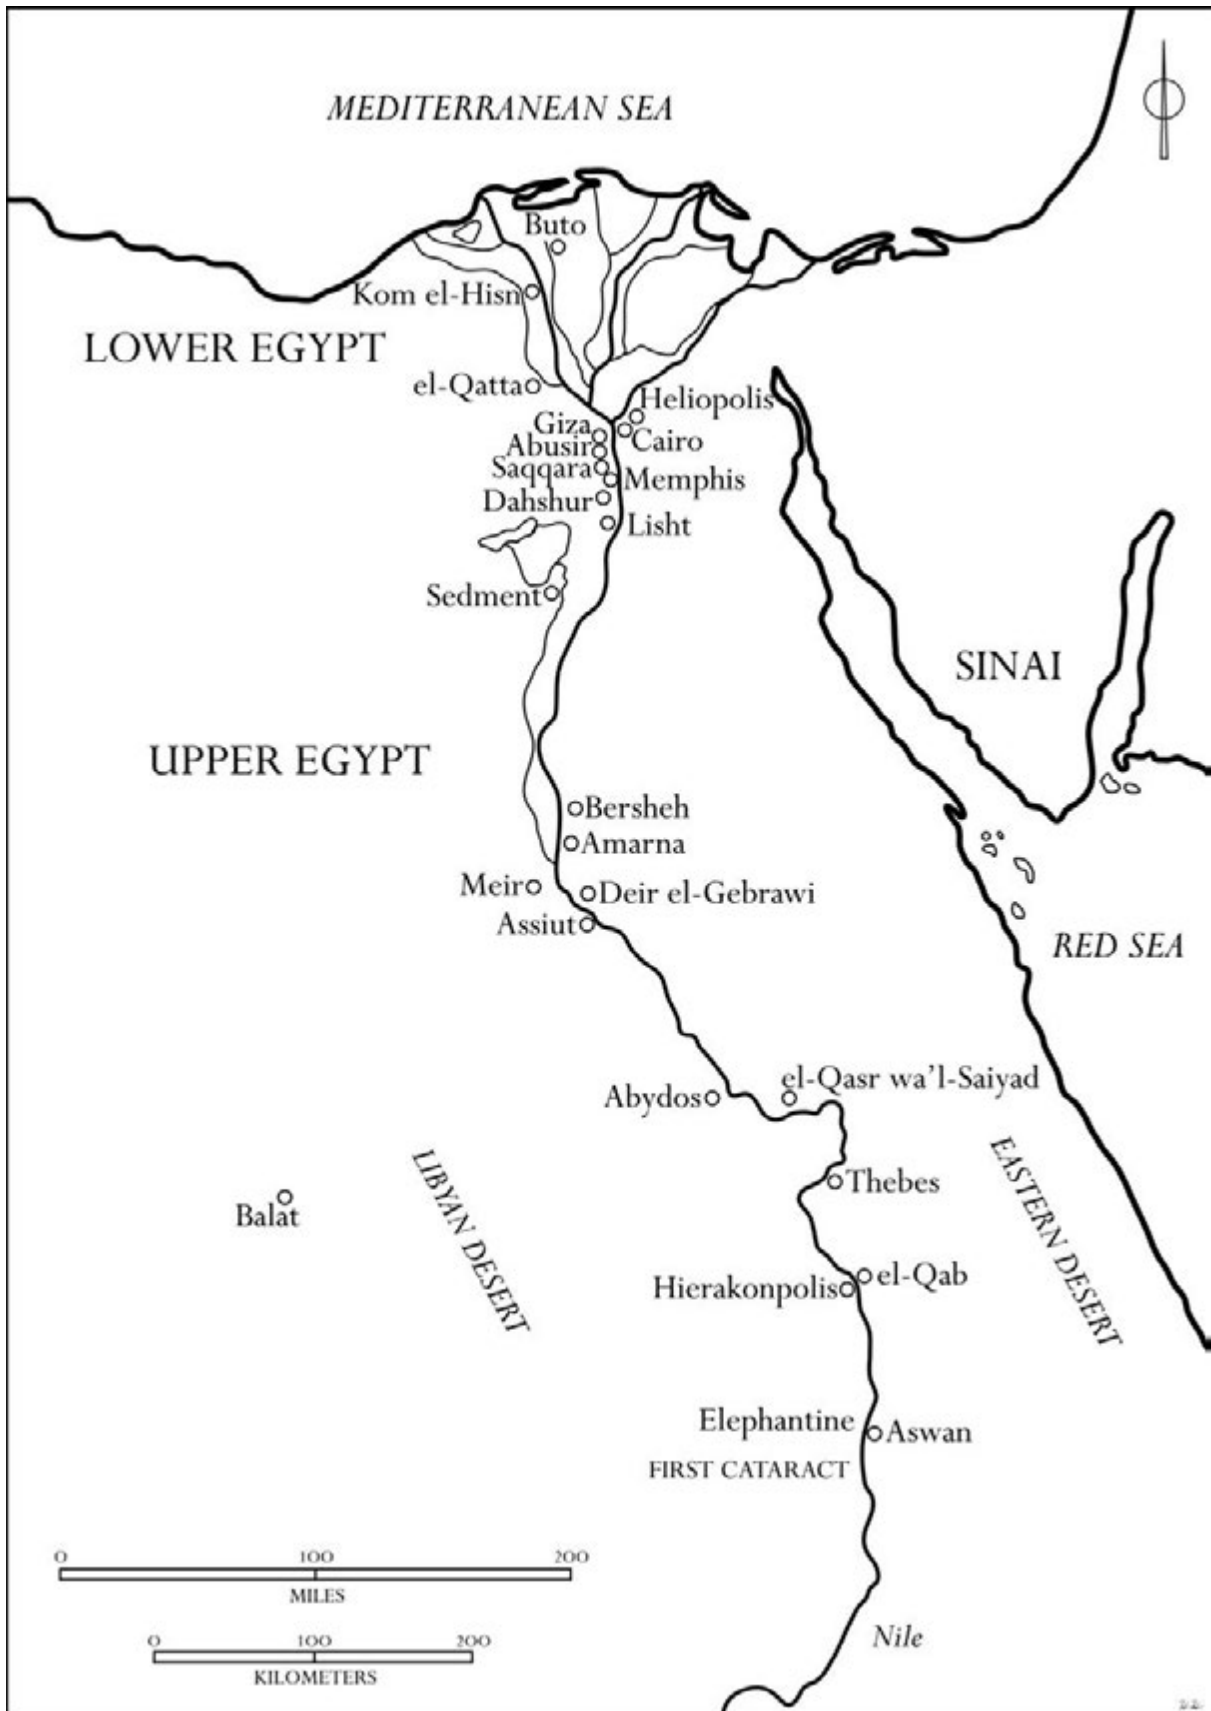 MEDITERRANEAN SEA
Buto
Kom el-Hisn
LOWER EGYPT
el-Qatta
Heliopolis
Giza
Cairo
Abusir
Saqqara
Memphis
Dahshur
Lisht
Sedment
SINAI
UPPER EGYPT
Bersheh
Amarna
Meir
Deir el-Gebrawi
Assiut
RED SEA
el-Qasr wa’l-Saiyad
Abydos
LIBYAN DESERT
EASTERN DESERT
Thebes
Balat
el-Qab
Hierakonpolis
Elephantine
Aswan
FIRST CATARACT
0 100 200
MILES
Nile
0 100 200
KILOMETERS